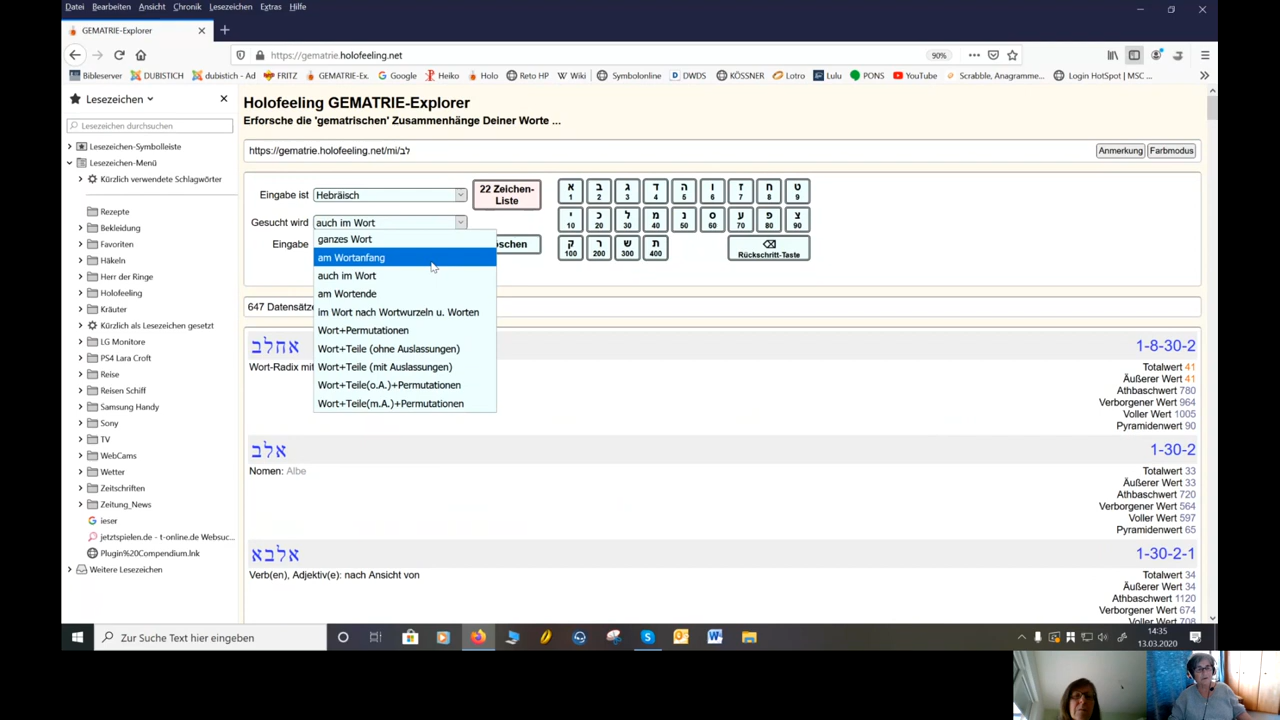 Datei Bearbeiten Ansicht Chronik Lesezeichen Extras Hilfe
GEMATRIE-Explorer
https://gematrie.holofeeling.net
90%
Bibleserver DUBISTICH dubistich - Ad FRITZ GEMATRIE-Ex. Google Heiko Holo Reto HP Wiki Symbolonline DWDS KÖSSNER Lotro Lulu PONS YouTube Scrabble, Anagramme... Login HotSpot | MSC ...
Lesezeichen
Lesezeichen durchsuchen
Lesezeichen-Symbolleiste
Lesezeichen-Menü
Kürzlich verwendete Schlagwörter
Rezepte
Bekleidung
Favoriten
Häkeln
Herr der Ringe
Holofeeling
Kräuter
Kürzlich als Lesezeichen gesetzt
LG Monitore
PS4 Lara Croft
Reise
Reisen Schiff
Samsung Handy
Sony
TV
WebCams
Wetter
Zeitschriften
Zeitung_News
ieser
jetztspielen.de - t-online.de Websuc...
Plugin%20Compendium.lnk
Weitere Lesezeichen
Holofeeling GEMATRIE-Explorer
Erforsche die 'gematrischen' Zusammenhänge Deiner Worte ...
https://gematrie.holofeeling.net/mi/לב
Anmerkung Farbmodus
Eingabe ist Hebräisch
22 Zeichen-Liste
Gesucht wird auch im Wort
Eingabe
öschen
ganzes Wort
am Wortanfang
auch im Wort
am Wortende
im Wort nach Wortwurzeln u. Worten
Wort+Permutationen
Wort+Teile (ohne Auslassungen)
Wort+Teile (mit Auslassungen)
Wort+Teile(o.A.)+Permutationen
Wort+Teile(m.A.)+Permutationen
א ב ג ד ה ו ז ח ט
1 2 3 4 5 6 7 8 9
י כ ל מ נ ס ע פ צ
10 20 30 40 50 60 70 80 90
ק ר ש ת
100 200 300 400
⌫
Rückschritt-Taste
647 Datensätze
אחלב 1-8-30-2
Wort-Radix mit
Totalwert 41
Äußerer Wert 41
Athbaschwert 780
Verborgener Wert 964
Voller Wert 1005
Pyramidenwert 90
אלב 1-30-2
Nomen: Albe
Totalwert 33
Äußerer Wert 33
Athbaschwert 720
Verborgener Wert 564
Voller Wert 597
Pyramidenwert 65
אלבא 1-30-2-1
Verb(en), Adjektiv(e): nach Ansicht von
Totalwert 34
Äußerer Wert 34
Athbaschwert 1120
Verborgener Wert 674
Voller Wert 708
Zur Suche Text hier eingeben
14:35
13.03.2020